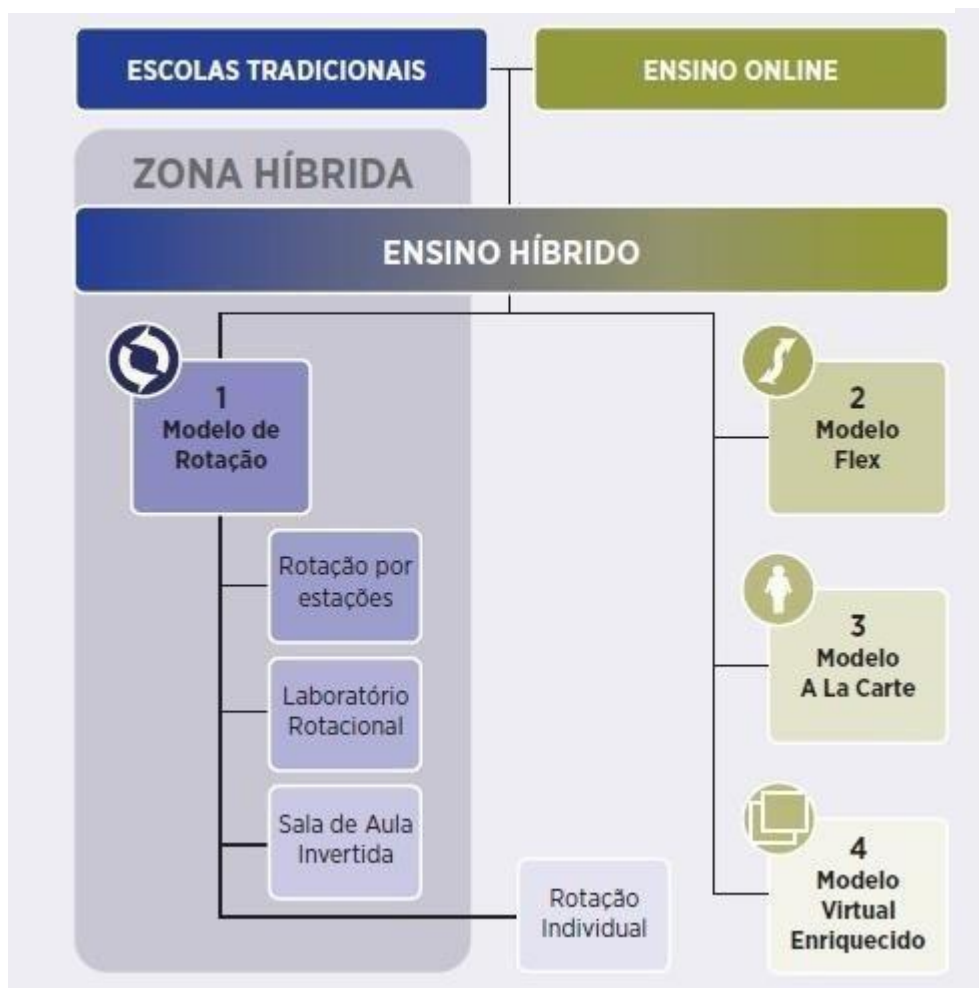 ESCOLAS TRADICIONAIS
ENSINO ONLINE
ZONA HÍBRIDA
ENSINO HÍBRIDO
1
Modelo de
Rotação
Rotação por
estações
Laboratório
Rotacional
Sala de Aula
Invertida
Rotação
Individual
2
Modelo
Flex
3
Modelo
A La Carte
4
Modelo
Virtual
Enriquecido